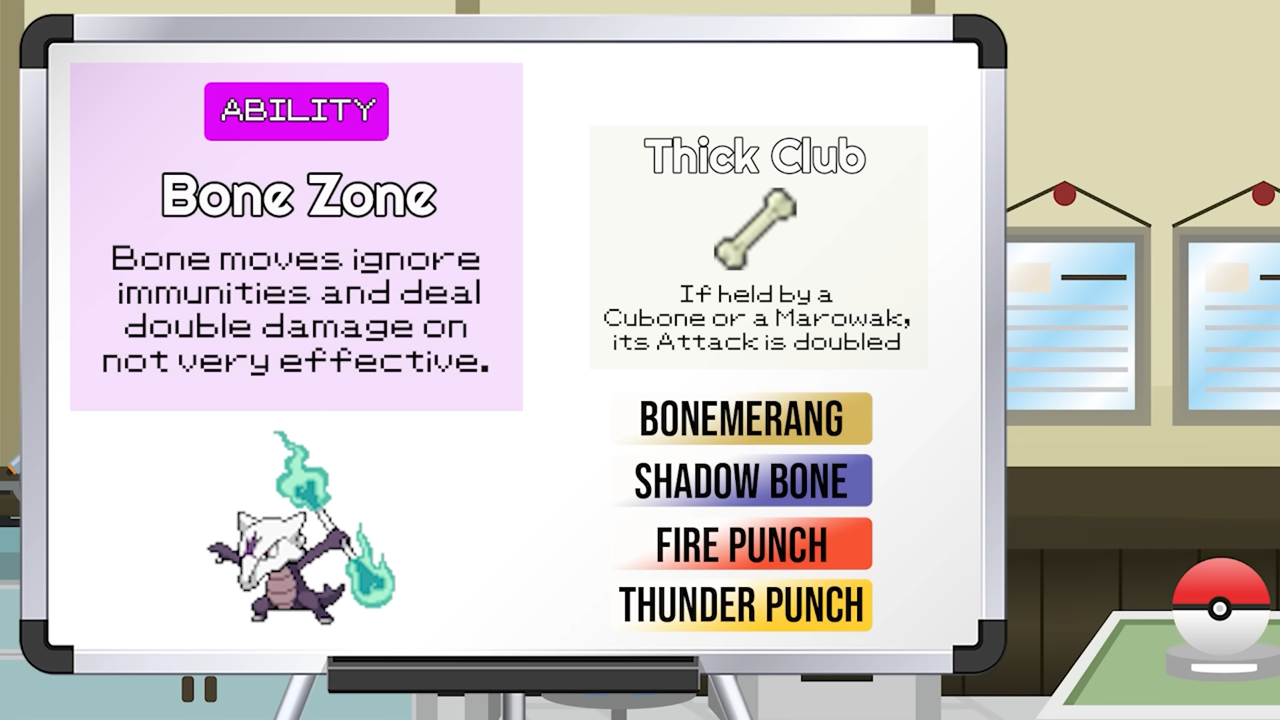 ABILITY
Bone Zone
Bone moves ignore
immunities and deal
double damage on
not very effective.
Thick Club
If held by a
Cubone or a Marowak,
its Attack is doubled
BONEMERANG
SHADOW BONE
FIRE PUNCH
THUNDER PUNCH